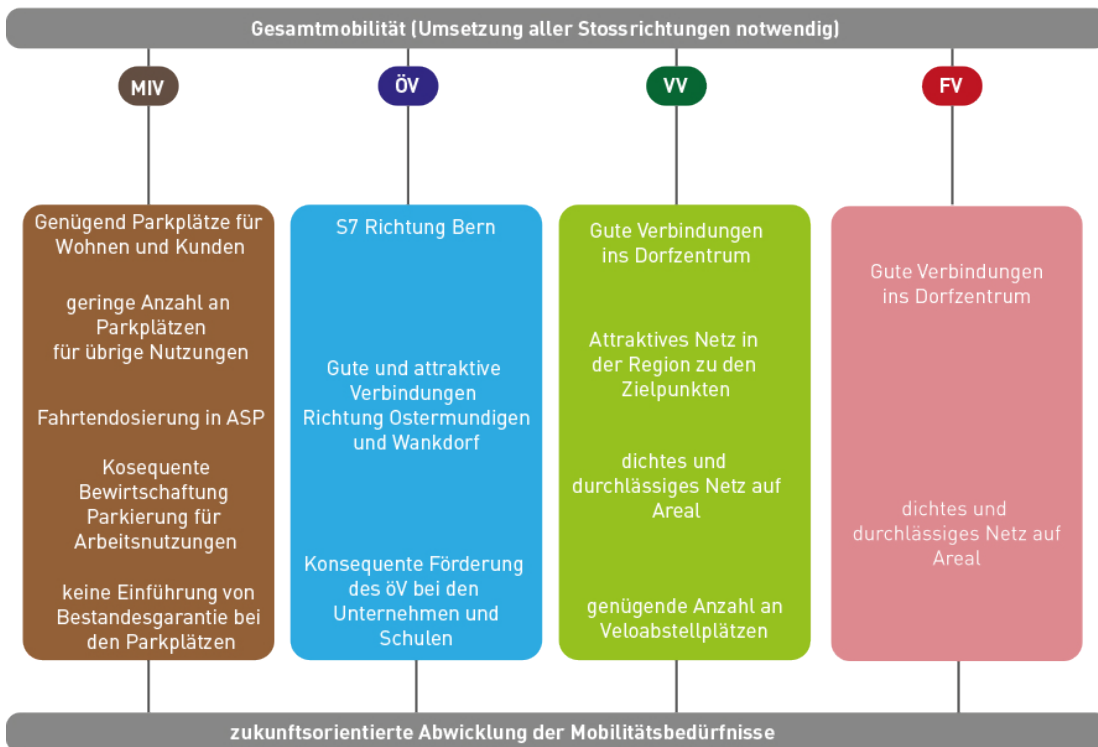 Gesamtmobilität (Umsetzung aller Stossrichtungen notwendig)
MIV
ÖV
VV
FV
Genügend Parkplätze für
Wohnen und Kunden
geringe Anzahl an
Parkplätzen
für übrige Nutzungen
Fahrtendosierung in ASP
Kosequente
Bewirtschaftung
Parkierung für
Arbeitsnutzungen
keine Einführung von
Bestandesgarantie bei
den Parkplätzen
S7 Richtung Bern
Gute und attraktive
Verbindungen
Richtung Ostermundigen
und Wankdorf
Konsequente Förderung
des öV bei den
Unternehmen und
Schulen
Gute Verbindungen
ins Dorfzentrum
Attraktives Netz in
der Region zu den
Zielpunkten
dichtes und
durchlässiges Netz auf
Areal
genügende Anzahl an
Veloabstellplätzen
Gute Verbindungen
ins Dorfzentrum
dichtes und
durchlässiges Netz auf
Areal
zukunftsorientierte Abwicklung der Mobilitätsbedürfnisse